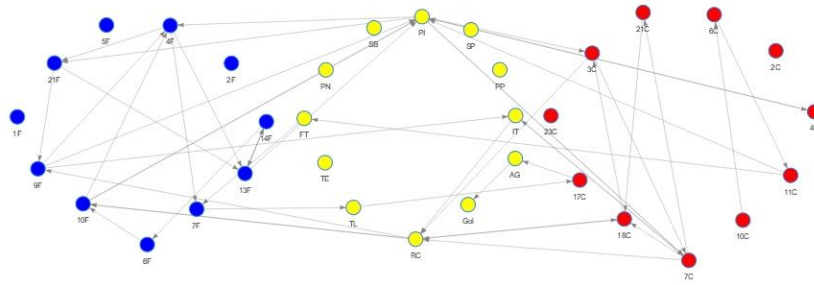 PI
5F
4F
SB
SP
21C
6C
21F
2F
3C
2C
PN
PP
1F
14F
FT
IT
23C
4
9F
13F
TE
AG
17C
11C
10F
7F
TL
Gol
18C
10C
6F
RC
7C